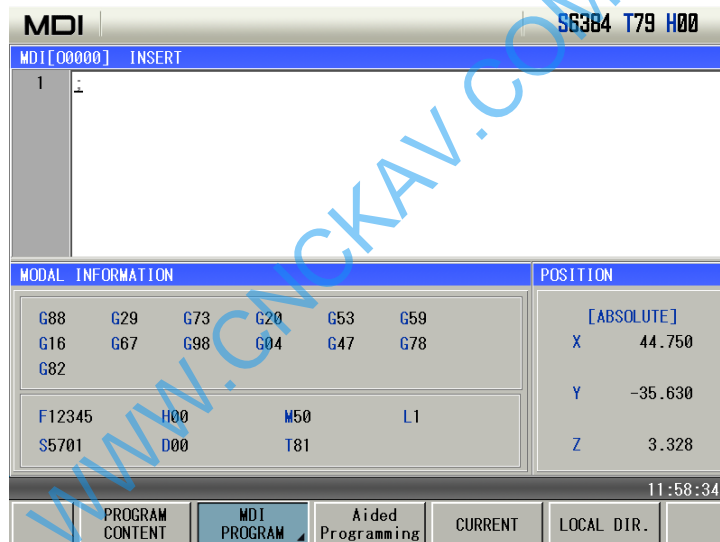 MDI S6384 T79 H00
MDI[O0000] INSERT
1 ;
MODAL INFORMATION POSITION
G88 G29 G73 G20 G53 G59 [ABSOLUTE]
G16 G67 G98 G04 G47 G78 X 44.750
G82
Y -35.630
F12345 H00 M50 L1
S5701 D00 T81 Z 3.328
11:58:34
PROGRAM CONTENT MDI PROGRAM Aided Programming CURRENT LOCAL DIR.
WWW.CNCKAV.COM